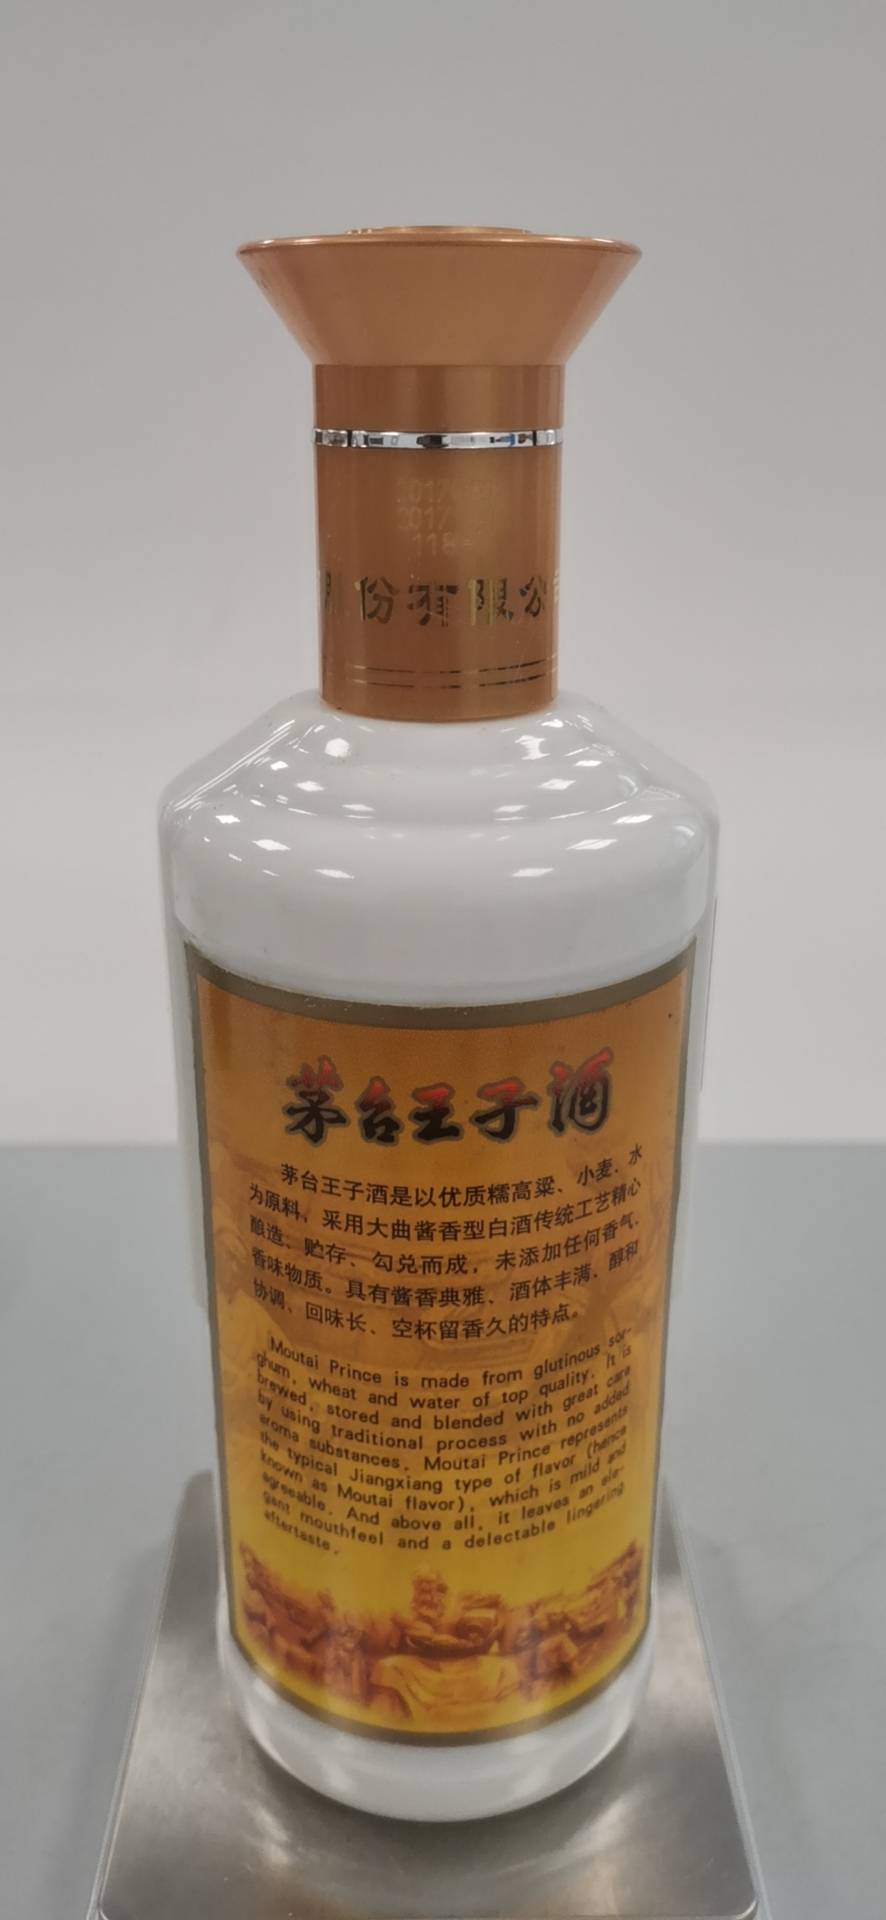 2017
2017
118
份有限公
茅台王子酒
茅台王子酒是以优质糯高粱、小麦、水
为原料，采用大曲酱香型白酒传统工艺精心
酿造、贮存、勾兑而成，未添加任何香气、
香味物质。具有酱香典雅、酒体丰满、醇和
协调、回味长、空杯留香久的特点。
Moutai Prince is made from glutinous sor-
ghum, wheat and water of top quality. It is
brewed, stored and blended with great care
by using traditional process with no added
aroma substances. Moutai Prince represents
the typical Jiangxiang type of flavor (hence
known as Moutai flavor), which is mild and
agreeable. And above all, it leaves an ele-
gant mouthfeel and a delectable lingering
aftertaste.